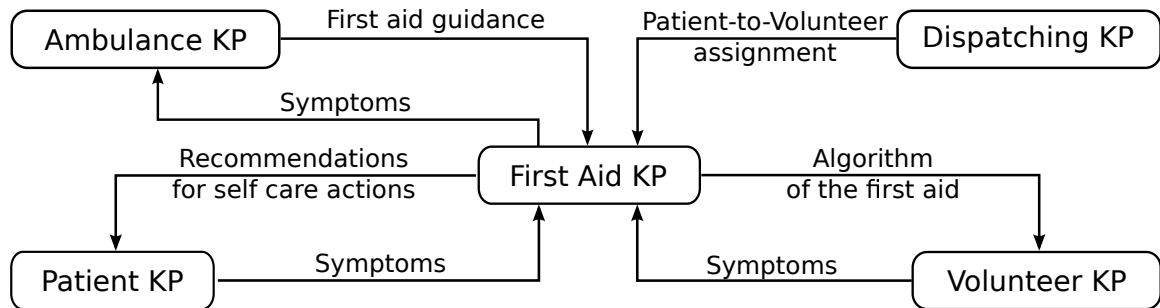 Ambulance KP
First aid guidance
Patient-to-Volunteer
assignment
Dispatching KP
Symptoms
Recommendations
for self care actions
First Aid KP
Algorithm
of the first aid
Patient KP
Symptoms
Symptoms
Volunteer KP